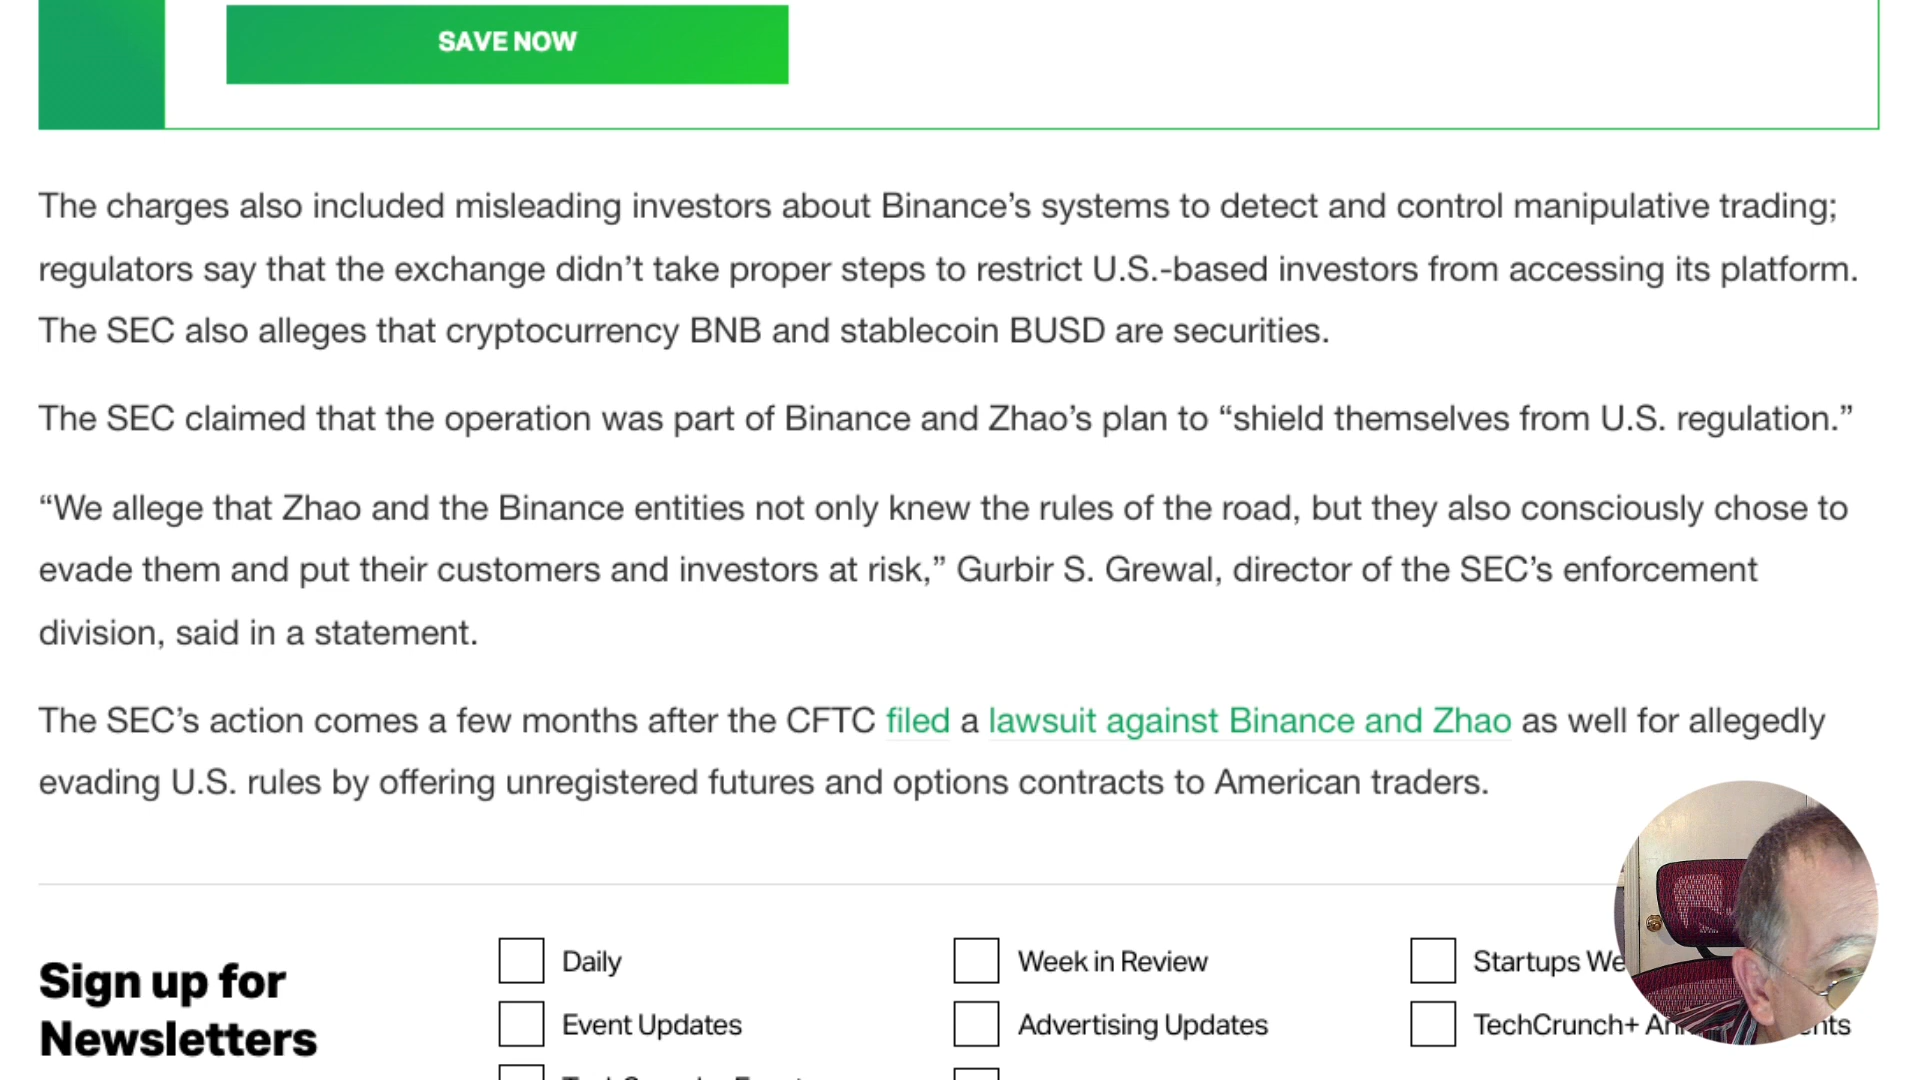 SAVE NOW
The charges also included misleading investors about Binance’s systems to detect and control manipulative trading;
regulators say that the exchange didn’t take proper steps to restrict U.S.-based investors from accessing its platform.
The SEC also alleges that cryptocurrency BNB and stablecoin BUSD are securities.
The SEC claimed that the operation was part of Binance and Zhao’s plan to “shield themselves from U.S. regulation.”
“We allege that Zhao and the Binance entities not only knew the rules of the road, but they also consciously chose to
evade them and put their customers and investors at risk,” Gurbir S. Grewal, director of the SEC’s enforcement
division, said in a statement.
The SEC’s action comes a few months after the CFTC filed a lawsuit against Binance and Zhao as well for allegedly
evading U.S. rules by offering unregistered futures and options contracts to American traders.
Sign up for
Newsletters
Daily
Week in Review
Startups
Event Updates
Advertising Updates
TechCrunch+